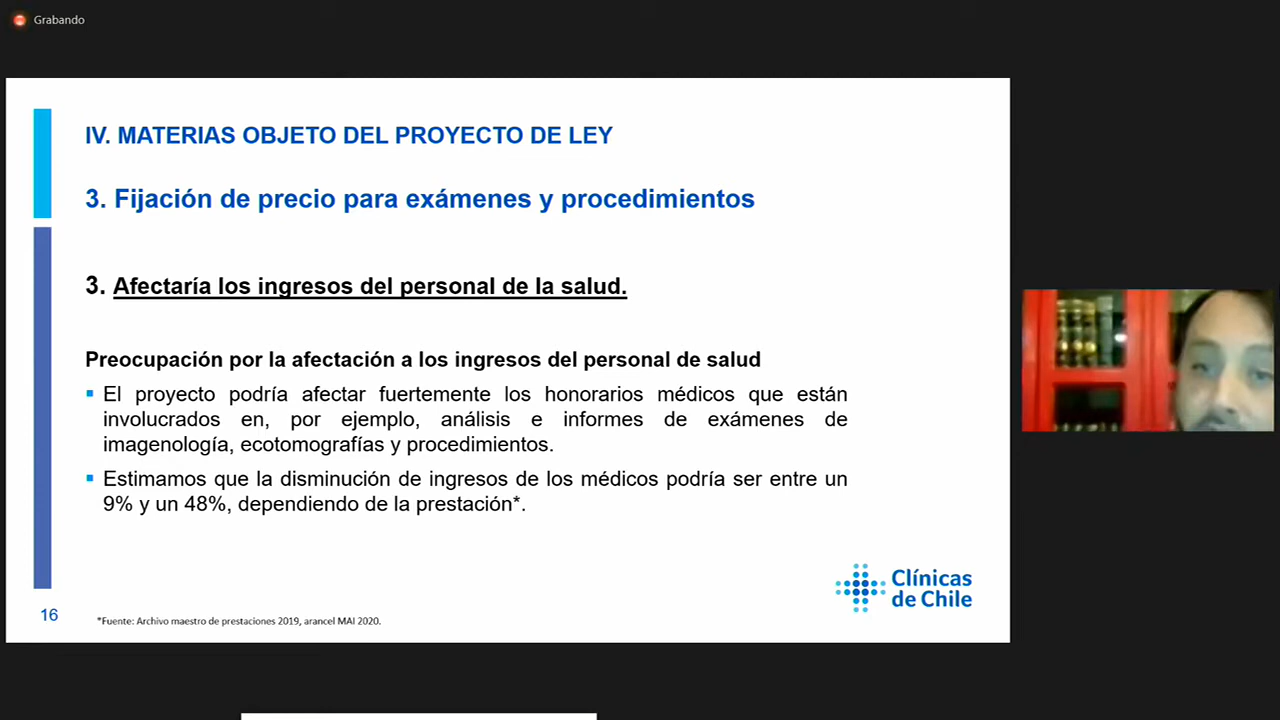 Grabando
IV. MATERIAS OBJETO DEL PROYECTO DE LEY
3. Fijación de precio para exámenes y procedimientos
3. Afectaría los ingresos del personal de la salud.
Preocupación por la afectación a los ingresos del personal de salud
▪ El proyecto podría afectar fuertemente los honorarios médicos que están
involucrados en, por ejemplo, análisis e informes de exámenes de
imagenología, ecotomografías y procedimientos.
▪ Estimamos que la disminución de ingresos de los médicos podría ser entre un
9% y un 48%, dependiendo de la prestación*.
Clínicas
de Chile
16
*Fuente: Archivo maestro de prestaciones 2019, arancel MAI 2020.